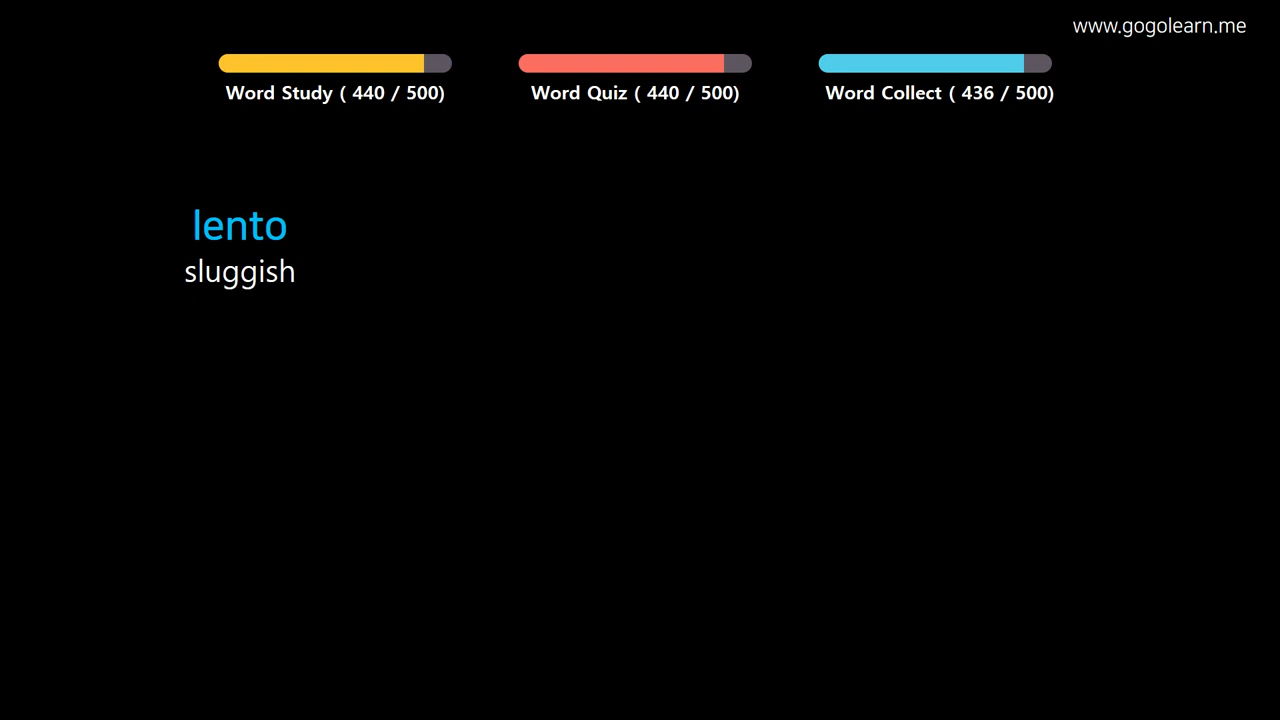 www.gogolearn.me
Word Study ( 440 / 500)
Word Quiz ( 440 / 500)
Word Collect ( 436 / 500)
lento
sluggish